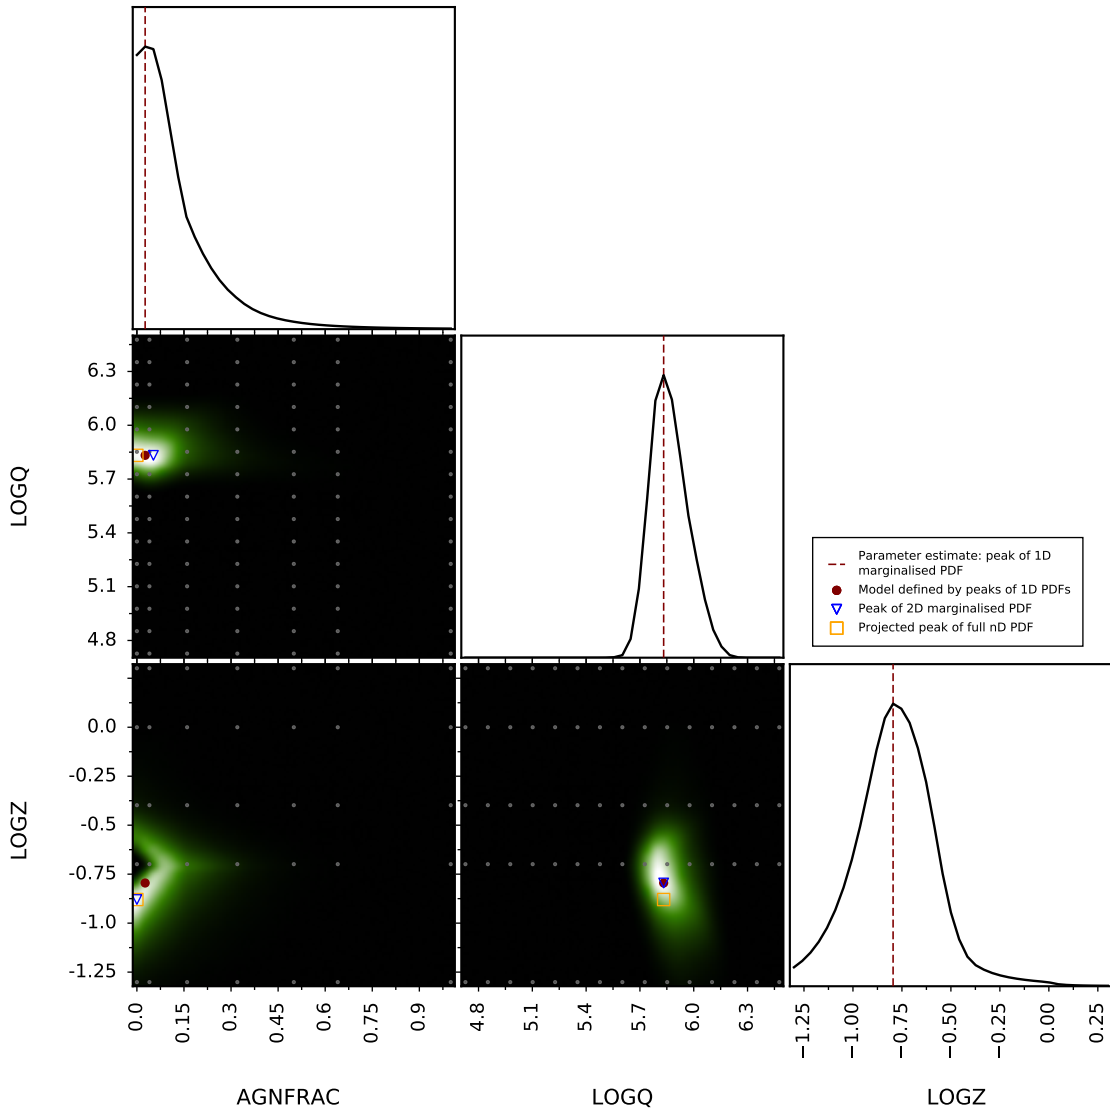 LOGQ
6.3
6.0
5.7
5.4
5.1
4.8
Parameter estimate: peak of 1D
marginalised PDF
Model defined by peaks of 1D PDFs
Peak of 2D marginalised PDF
Projected peak of full nD PDF
LOGZ
0.0
-0.25
-0.5
-0.75
-1.0
-1.25
0.0 0.15 0.3 0.45 0.6 0.75 0.9
4.8 5.1 5.4 5.7 6.0 6.3
−1.25 −1.00 −0.75 −0.50 −0.25 0.00 0.25
AGNFRAC LOGQ LOGZ